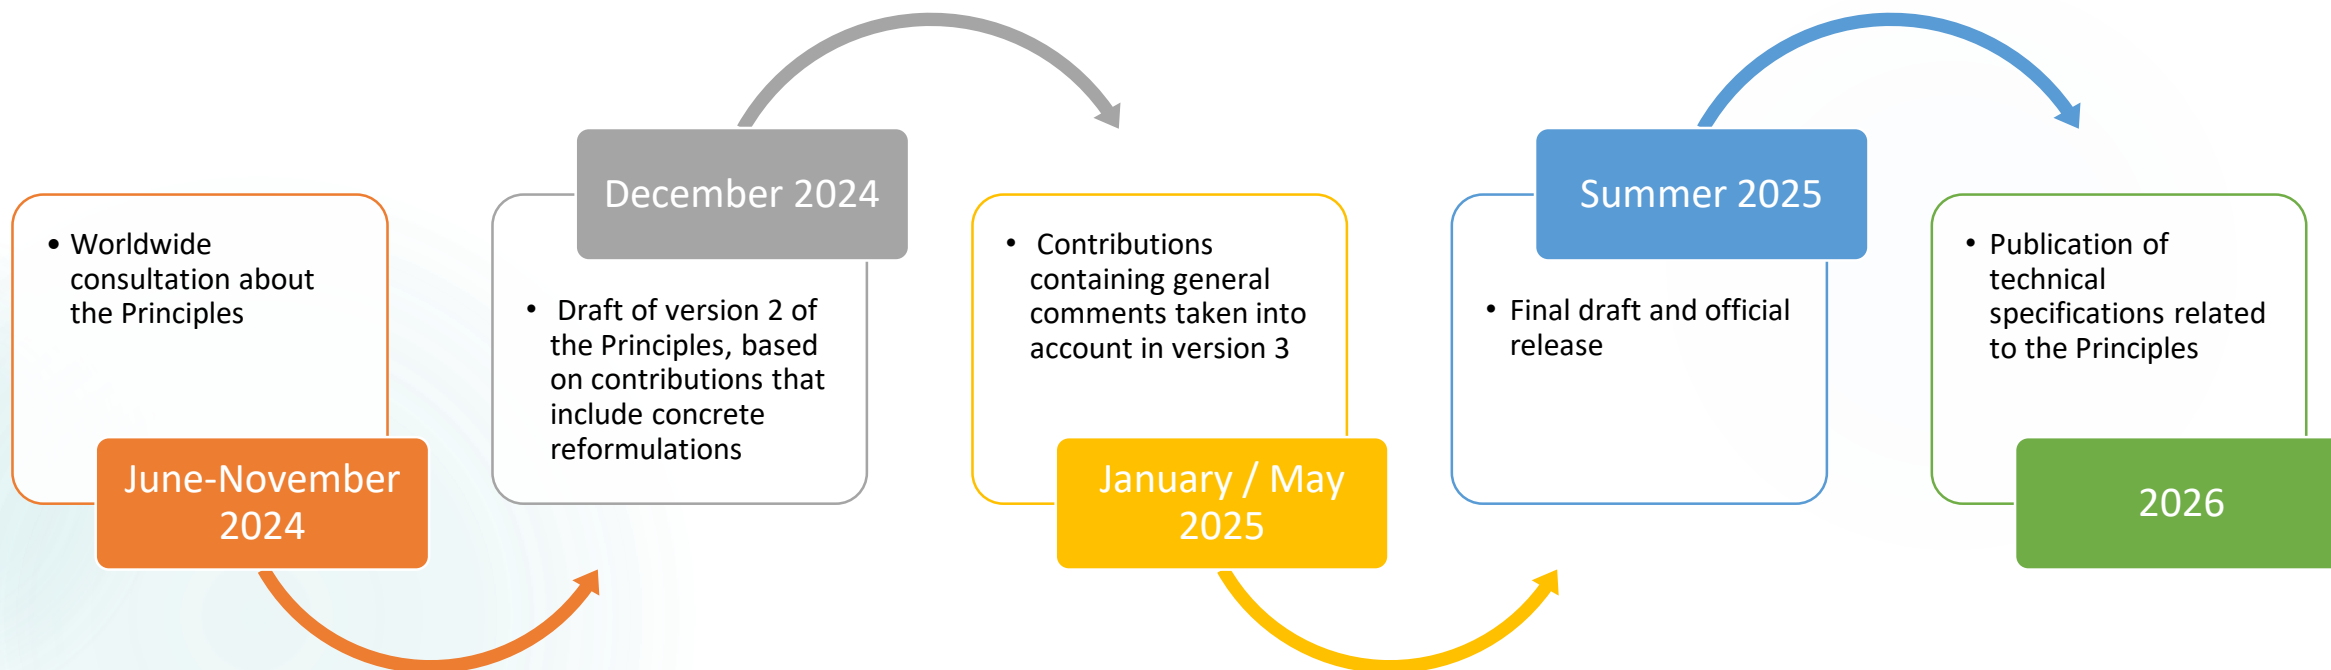 • Worldwide
consultation about
the Principles
June-November
2024
December 2024
• Draft of version 2 of
the Principles, based
on contributions that
include concrete
reformulations
• Contributions
containing general
comments taken into
account in version 3
January / May
2025
Summer 2025
• Final draft and official
release
• Publication of
technical
specifications related
to the Principles
2026